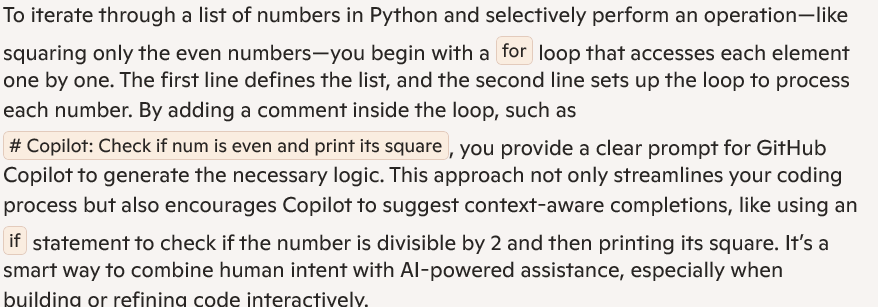 To iterate through a list of numbers in Python and selectively perform an operation—like
squaring only the even numbers—you begin with a for loop that accesses each element
one by one. The first line defines the list, and the second line sets up the loop to process
each number. By adding a comment inside the loop, such as
# Copilot: Check if num is even and print its square, you provide a clear prompt for GitHub
Copilot to generate the necessary logic. This approach not only streamlines your coding
process but also encourages Copilot to suggest context-aware completions, like using an
if statement to check if the number is divisible by 2 and then printing its square. It's a
smart way to combine human intent with AI-powered assistance, especially when
building or refining code interactively.